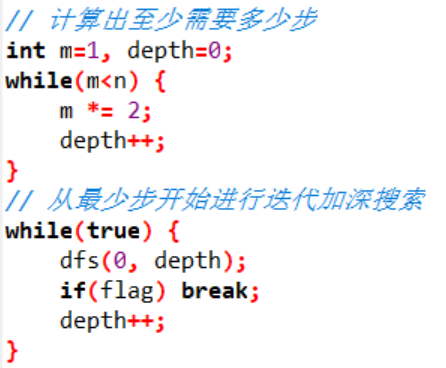 // 计算出至少需要多少步
int m=1, depth=0;
while(m<n) {
    m *= 2;
    depth++;
}
// 从最少步开始进行迭代加深搜索
while(true) {
    dfs(0, depth);
    if(flag) break;
    depth++;
}